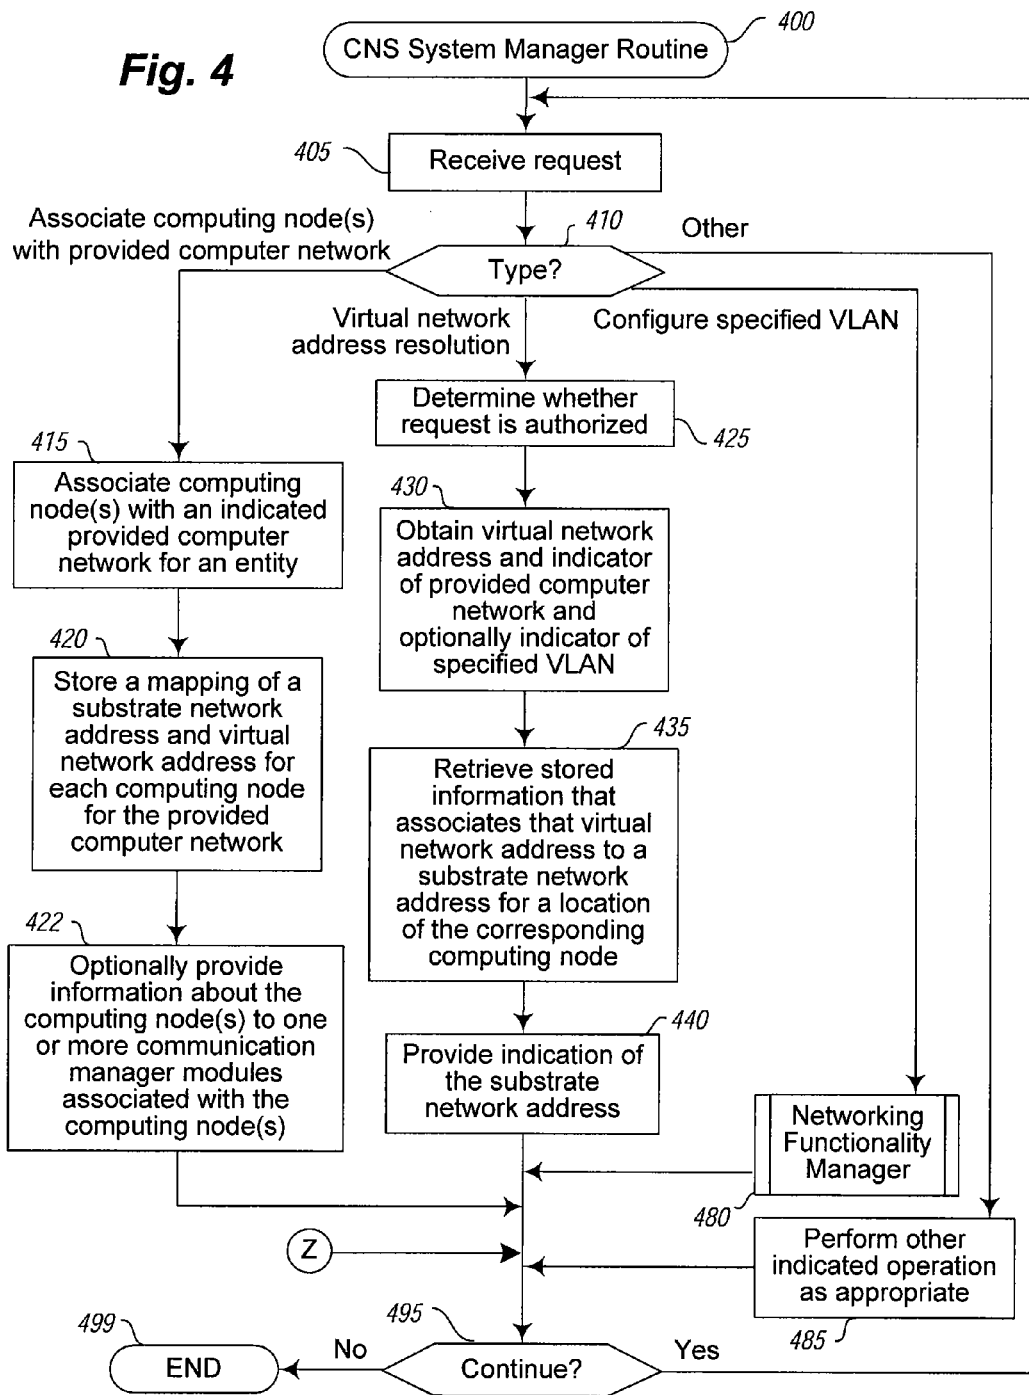 Fig. 4
400
CNS System Manager Routine
405
Receive request
410
Type?
Associate computing node(s)
with provided computer network
Other
Virtual network
address resolution
Configure specified VLAN
415
Associate computing
node(s) with an indicated
provided computer
network for an entity
420
Store a mapping of a
substrate network
address and virtual
network address for
each computing node
for the provided
computer network
422
Optionally provide
information about the
computing node(s) to one
or more communication
manager modules
associated with the
computing node(s)
Determine whether
request is authorized
425
430
Obtain virtual network
address and indicator
of provided computer
network and
optionally indicator of
specified VLAN
435
Retrieve stored
information that
associates that virtual
network address to a
substrate network
address for a location
of the corresponding
computing node
440
Provide indication of
the substrate
network address
Networking
Functionality
Manager
480
Perform other
indicated operation
as appropriate
485
Z
495
Continue?
No
Yes
499
END